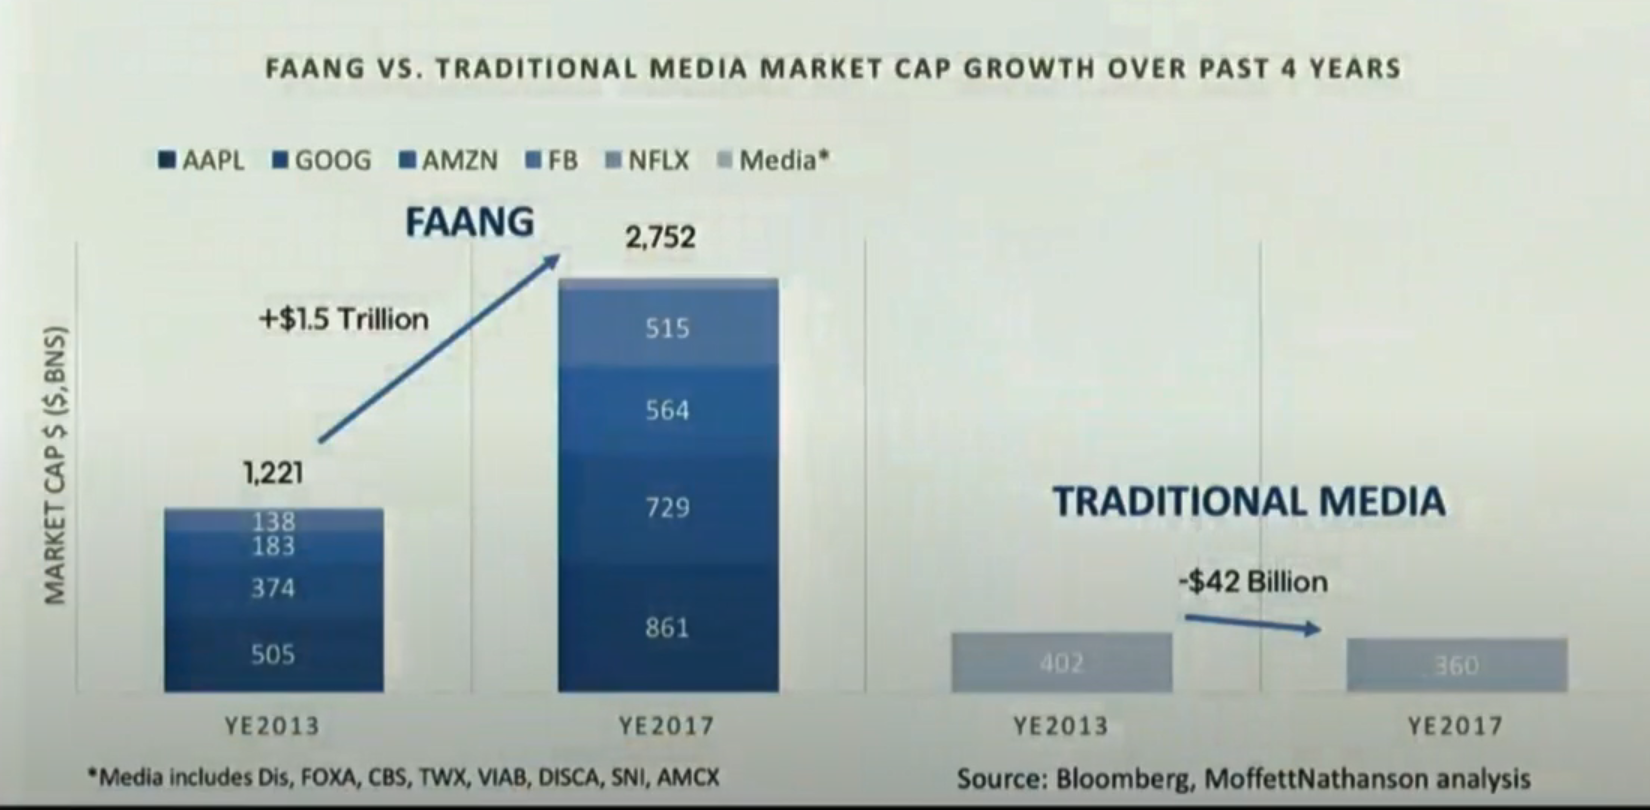 FAANG VS. TRADITIONAL MEDIA MARKET CAP GROWTH OVER PAST 4 YEARS
AAPL GOOG AMZN FB NFLX Media*
FAANG
2,752
+$1.5 Trillion
515
564
1,221
729
138
183
374
861
505
MARKET CAP $ ($,BNS)
TRADITIONAL MEDIA
-$42 Billion
402
360
YE2013 YE2017 YE2013 YE2017
*Media includes Dis, FOXA, CBS, TWX, VIAB, DISCA, SNI, AMCX
Source: Bloomberg, MoffettNathanson analysis